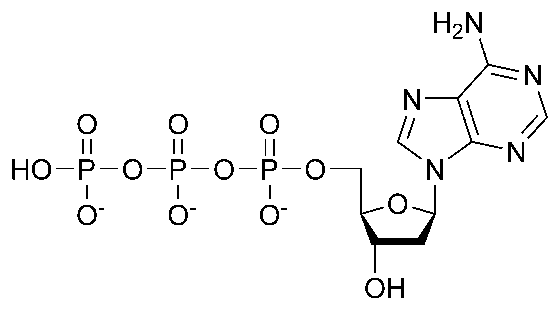 H2N
N
N
N
N
O O O
HO P O P O P O
O- O- O-
O
OH